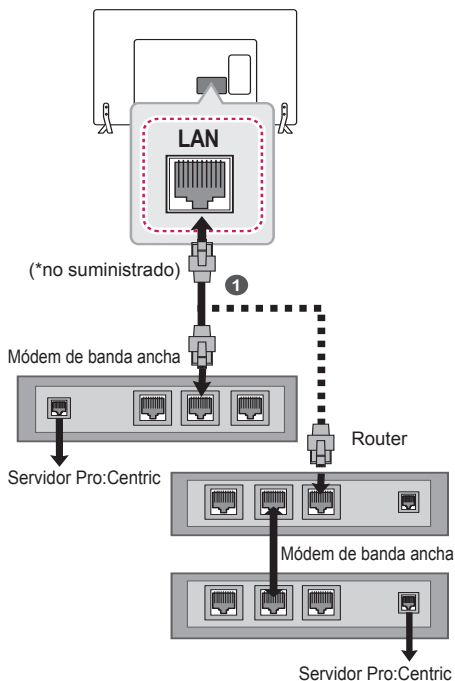 LAN
(*no suministrado)
1
Módem de banda ancha
Servidor Pro:Centric
Router
Módem de banda ancha
Servidor Pro:Centric